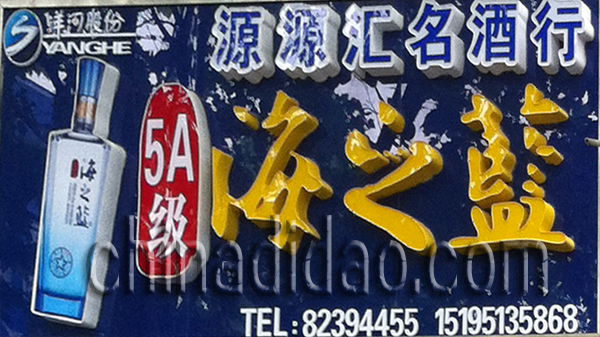 洋河股份
YANGHE
源源汇名酒行
5A
级
海之蓝
海之蓝
chinadidao.com
TEL:82394455 15195135868